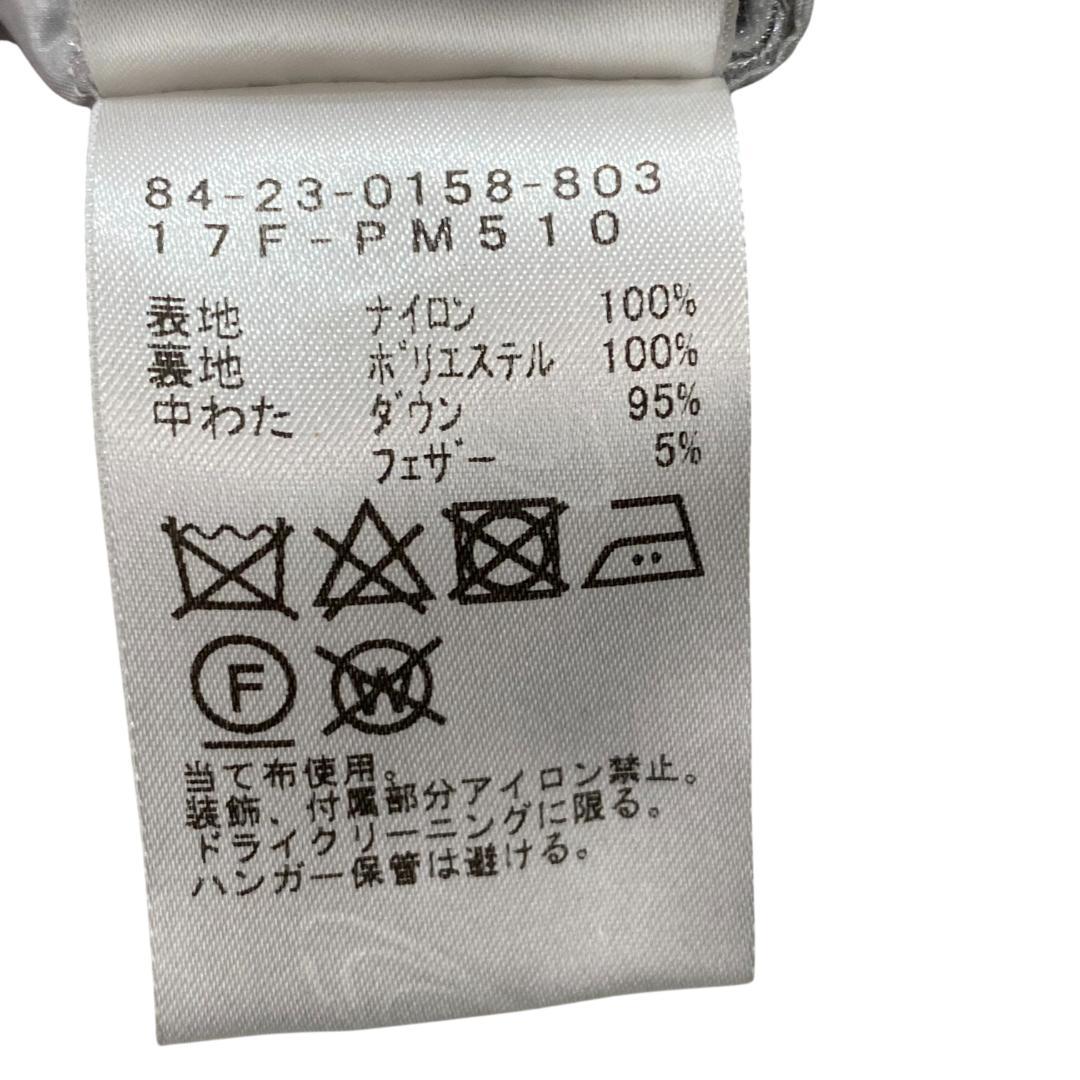 84-23-0158-803
17F-PM510
表地 ナイロン 100%
裏地 ポリエステル 100%
中わた ダウン 95%
フェザー 5%
F W
当て布使用。
装飾、付属部分アイロン禁止。
ドライクリーニングに限る。
ハンガー保管は避ける。